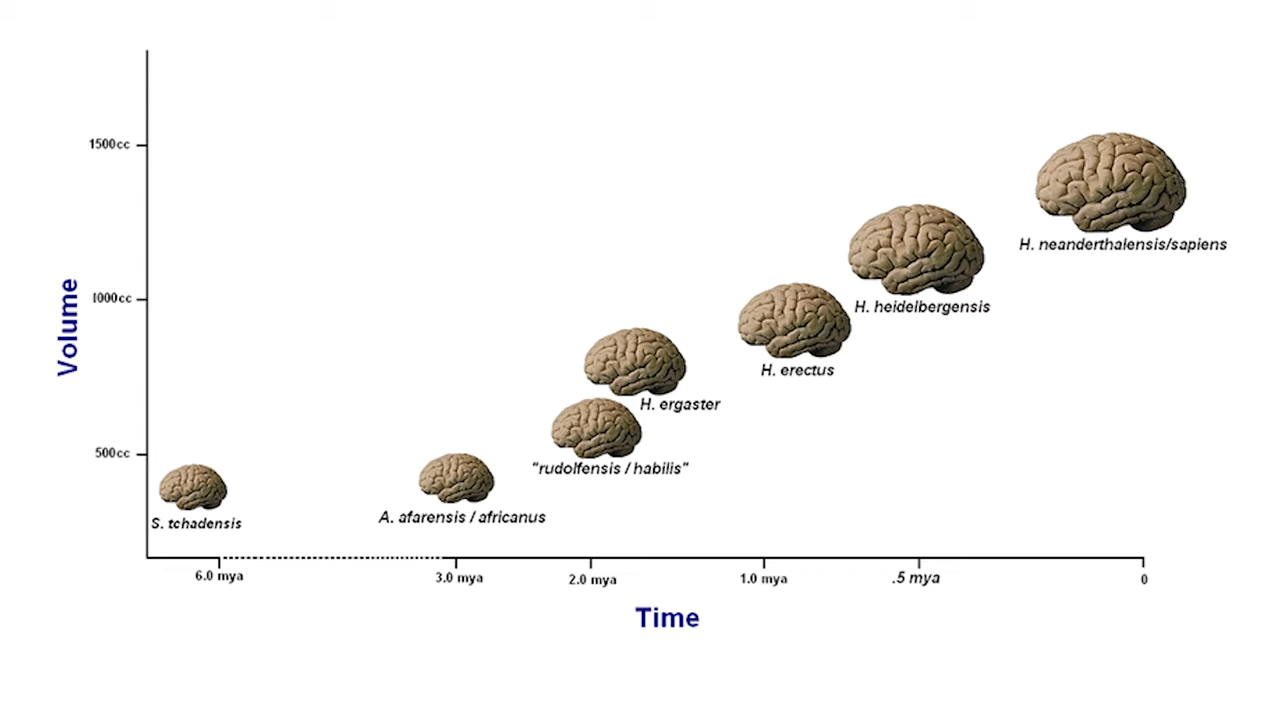 1500cc
H. neanderthalensis/sapiens
1000cc
H. heidelbergensis
Volume
H. erectus
H. ergaster
500cc
"rudolfensis / habilis"
S. tchadensis
A. afarensis / africanus
6.0 mya
3.0 mya
2.0 mya
1.0 mya
.5 mya
0
Time